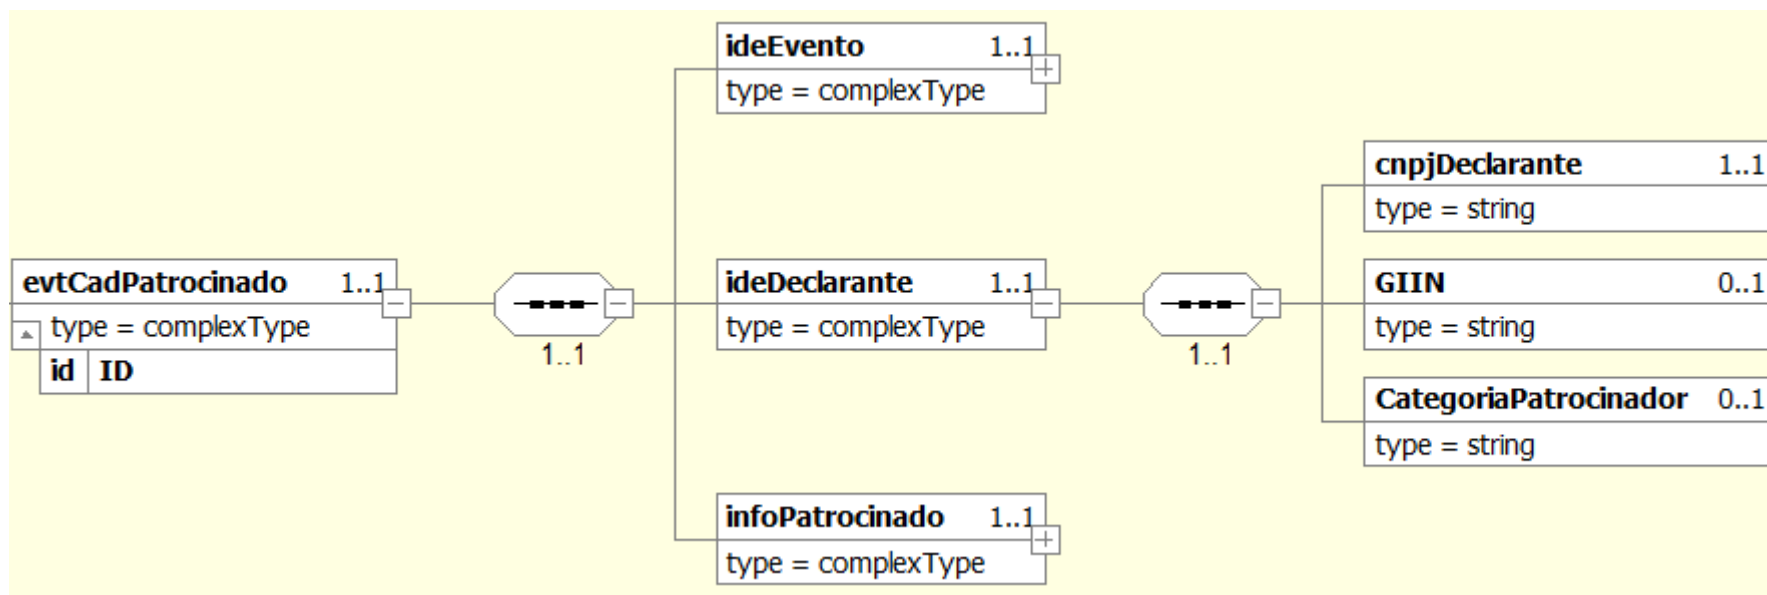 evtCadPatrocinado 1..1
type = complexType
id ID
1..1
ideEvento 1..1
type = complexType
ideDeclarante 1..1
type = complexType
infoPatrocinado 1..1
type = complexType
1..1
cnpjDeclarante 1..1
type = string
GIIN 0..1
type = string
CategoriaPatrocinador 0..1
type = string